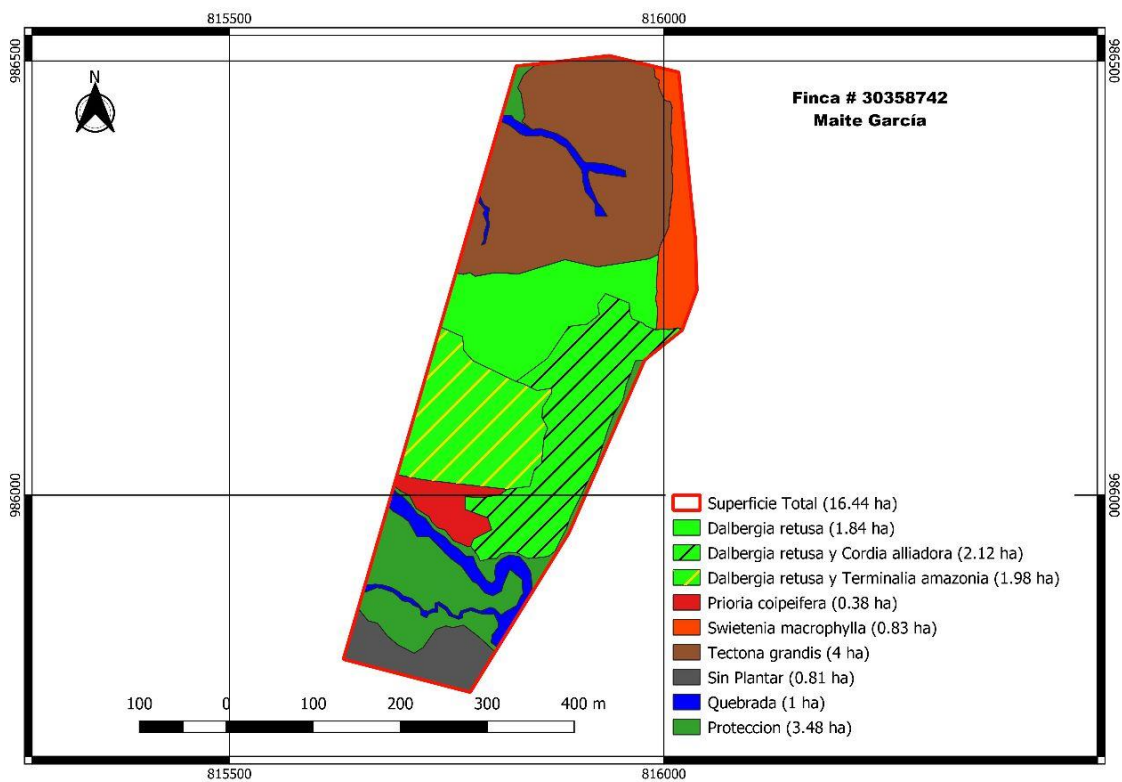 815500 816000
986500 986500
N
Finca # 30358742
Maite García
986000 986000
Superficie Total (16.44 ha)
Dalbergia retusa (1.84 ha)
Dalbergia retusa y Cordia alliadora (2.12 ha)
Dalbergia retusa y Terminalia amazonia (1.98 ha)
Prioria coipeifera (0.38 ha)
Swietenia macrophylla (0.83 ha)
Tectona grandis (4 ha)
Sin Plantar (0.81 ha)
Quebrada (1 ha)
Proteccion (3.48 ha)
100 0 100 200 300 400 m
815500 816000